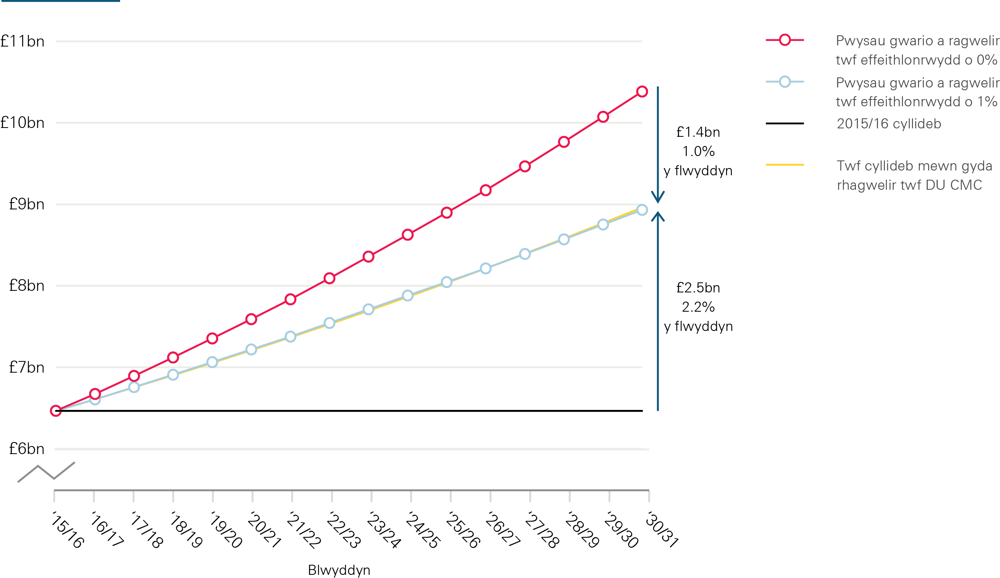 £11bn
£10bn
£9bn
£8bn
£7bn
£6bn
‘15/16
‘16/17
‘17/18
‘18/19
‘19/20
‘20/21
‘21/22
‘22/23
‘23/24
‘24/25
‘25/26
‘26/27
‘27/28
‘28/29
‘29/30
‘30/31
Blwyddyn
£1.4bn
1.0%
y flwyddyn
£2.5bn
2.2%
y flwyddyn
Pwysau gwario a ragwelir
twf effeithlonrwydd o 0%
Pwysau gwario a ragwelir
twf effeithlonrwydd o 1%
2015/16 cyllideb
Twf cyllideb mewn gyda
rhagwelir twf DU CMC